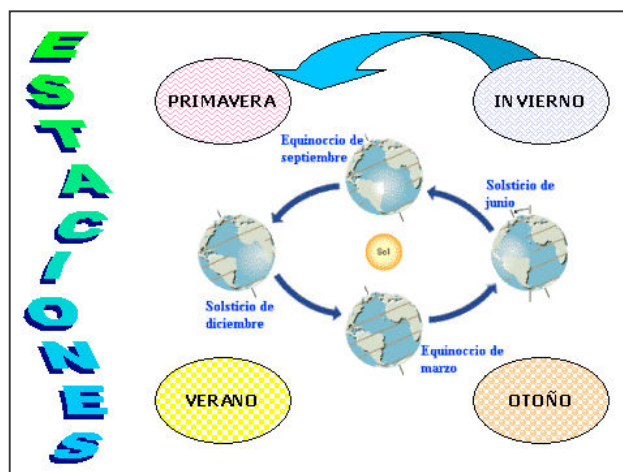 ESTACIONES
PRIMAVERA
INVIERNO
Equinoccio de
septiembre
Solsticio de
junio
Sol
Solsticio de
diciembre
Equinoccio de
marzo
VERANO
OTOÑO